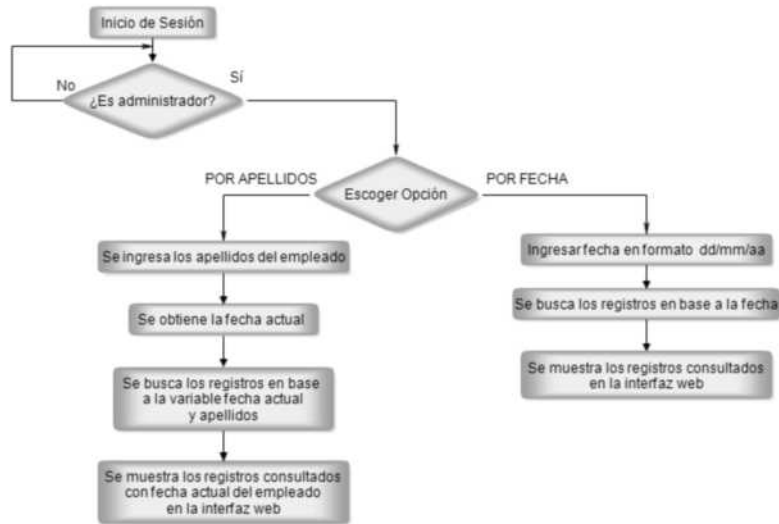 Inicio de Sesión
No
Sí
¿Es administrador?
POR APELLIDOS
POR FECHA
Escoger Opción
Se ingresa los apellidos del empleado
Se obtiene la fecha actual
Se busca los registros en base
a la variable fecha actual
y apellidos
Se muestra los registros consultados
con fecha actual del empleado
en la interfaz web
Ingresar fecha en formato dd/mm/aa
Se busca los registros en base a la fecha
Se muestra los registros consultados
en la interfaz web